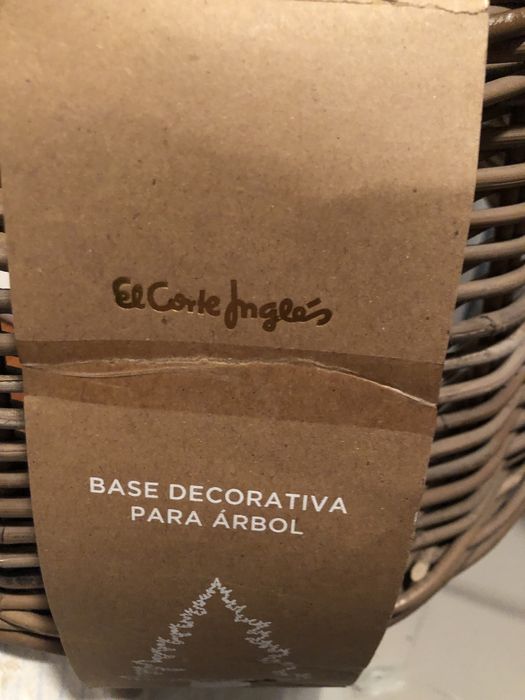 El Corte Inglés
BASE DECORATIVA
PARA ÁRBOL